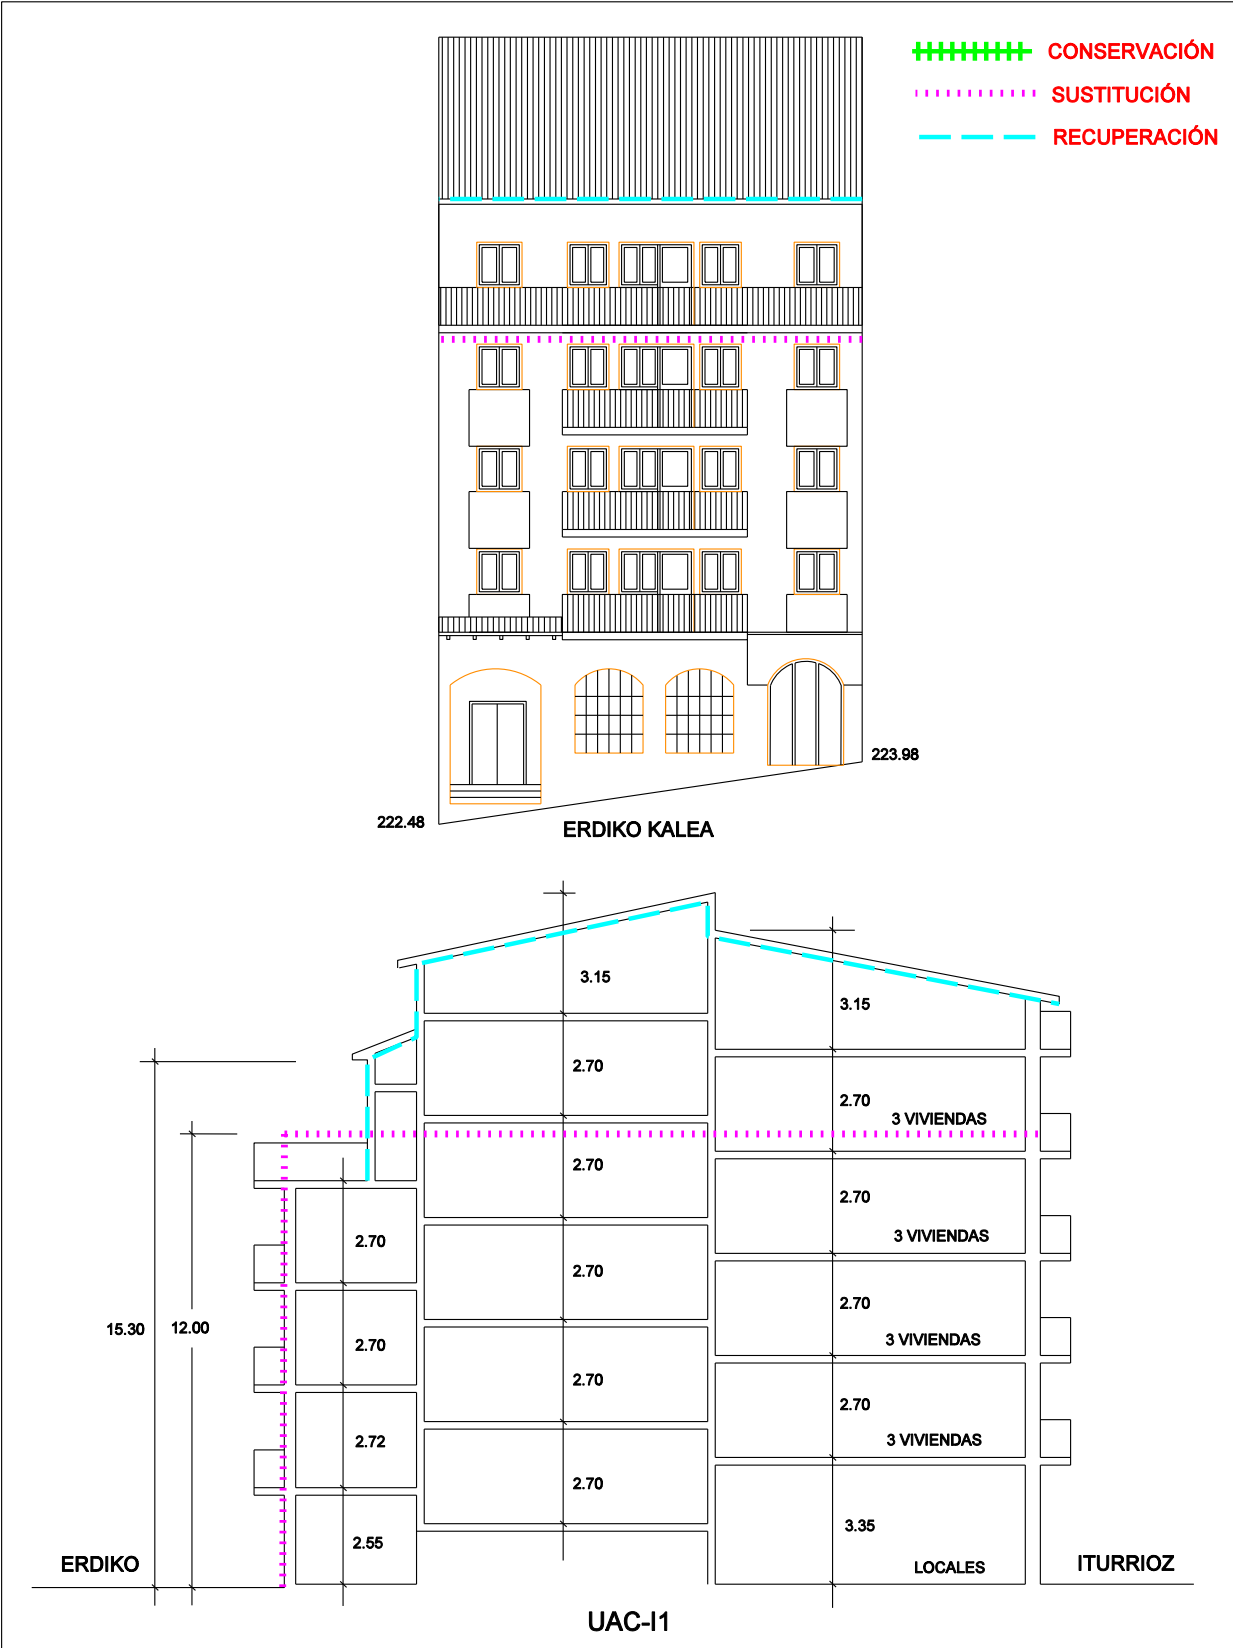 CONSERVACIÓN
SUSTITUCIÓN
RECUPERACIÓN
223.98
222.48
ERDIKO KALEA
3.15
3.15
2.70
2.70
3 VIVIENDAS
2.70
2.70
3 VIVIENDAS
2.70
2.70
2.70
3 VIVIENDAS
15.30
12.00
2.70
2.70
2.70
3 VIVIENDAS
2.72
2.70
3.35
2.55
ERDIKO
LOCALES
ITURRIOZ
UAC-I1